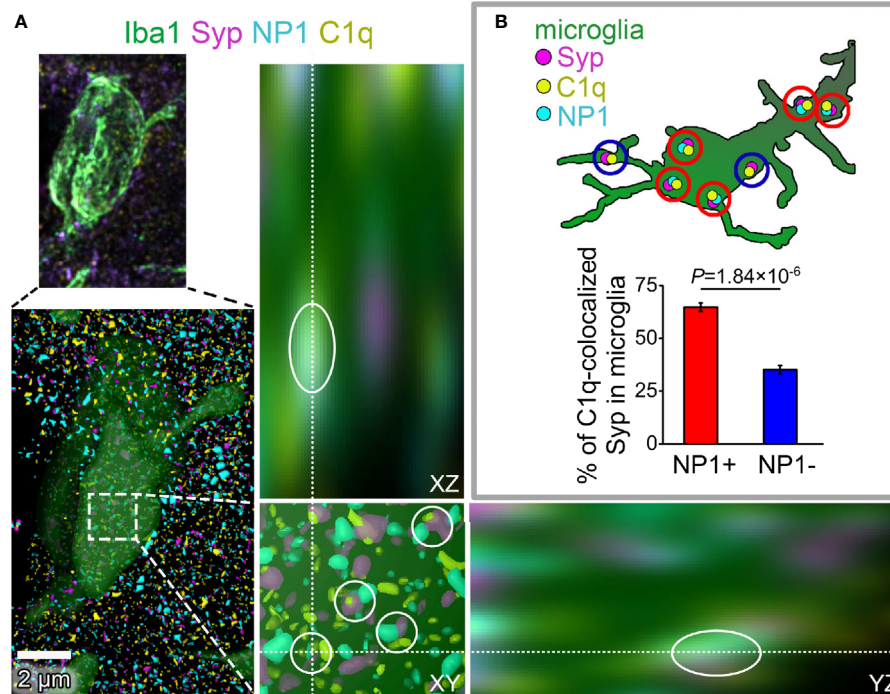 A
Iba1 Syp NP1 C1q
XZ
2 µm
XY
YZ
B
microglia
Syp
C1q
NP1
P=1.84×10⁻⁶
% of C1q-colocalized
Syp in microglia
75
50
25
0
NP1+ NP1-